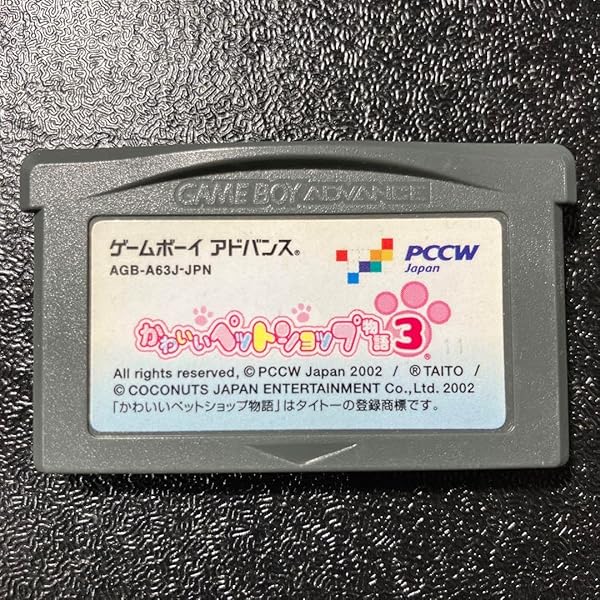 GAME BOY ADVANCE
ゲームボーイ アドバンス®
AGB-A63J-JPN
PCCW
Japan
かわいいペットショップ物語3®
11
All rights reserved, © PCCW Japan 2002 / ® TAITO /
© COCONUTS JAPAN ENTERTAINMENT Co., Ltd. 2002
「かわいいペットショップ物語」はタイトーの登録商標です。